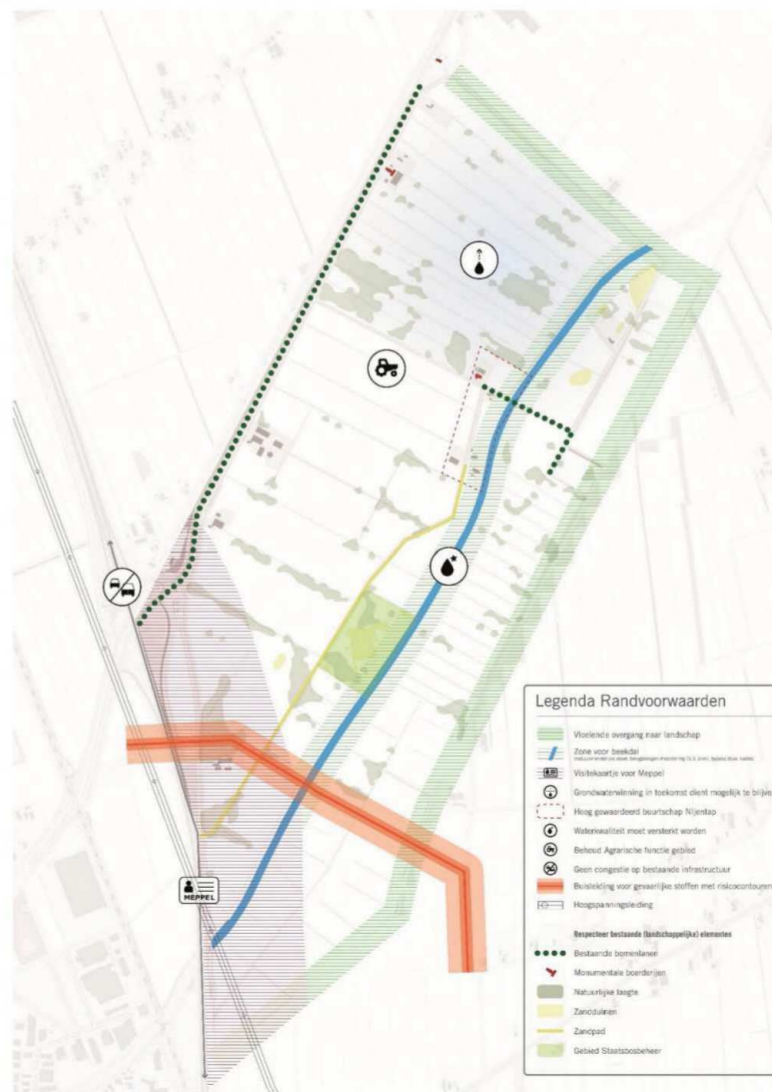 MEPPEL
Legenda Randvoorwaarden
Vloeiende overgang naar landschap
Zone voor beekdal
Visitekaartje voor Meppel
Grondwaterwinning in toekomst dient mogelijk te blijve
Hoog gewaardeerd buurtschap Nijentap
Waterkwaliteit moet versterkt worden
Behoud Agrarische functie gebied
Geen congestie op bestaande infrastructuur
Buisleiding voor gevaarlijke stoffen met risicocontouren
Hoogspanningsleiding
Respecteer bestaande (landschappelijke) elementen
Bestaande bomenlanen
Monumentale boerderijen
Natuurlijke laagte
Zandduinen
Zandpad
Gebied Staatsbosbeheer